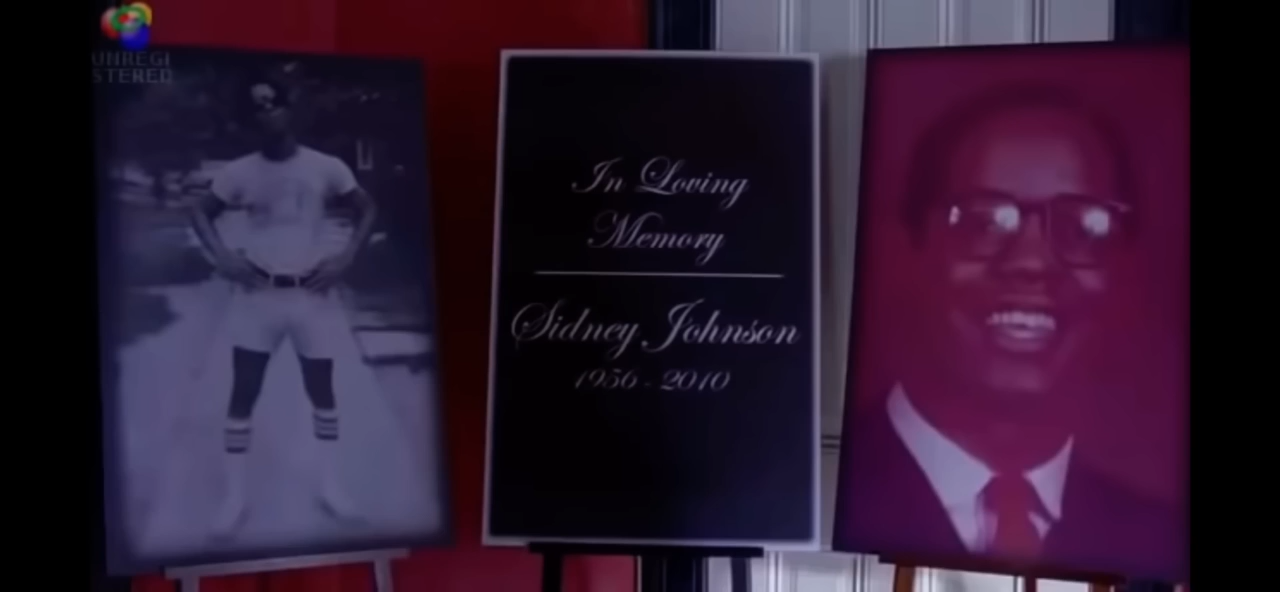 UNREGI
STERED
In Loving
Memory
Sidney Johnson
1956 - 2010